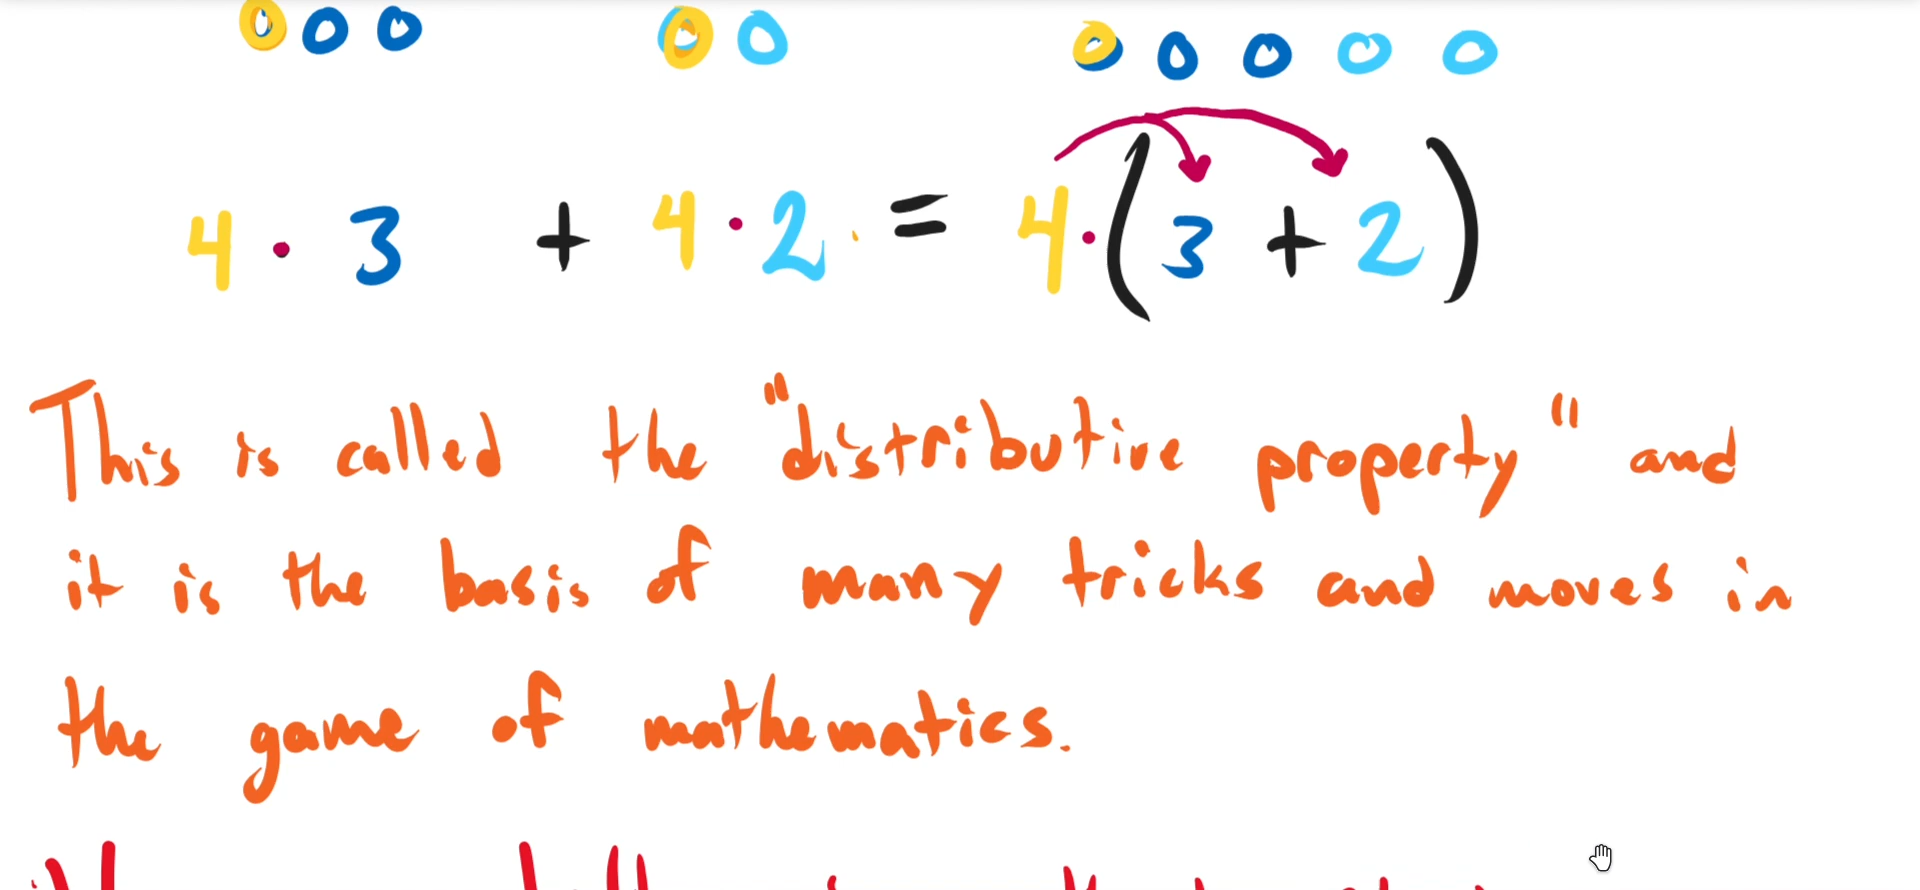 4 · 3 + 4 · 2 = 4 · ( 3 + 2 )
This is called the "distributive property" and
it is the basis of many tricks and moves in
the game of mathematics.